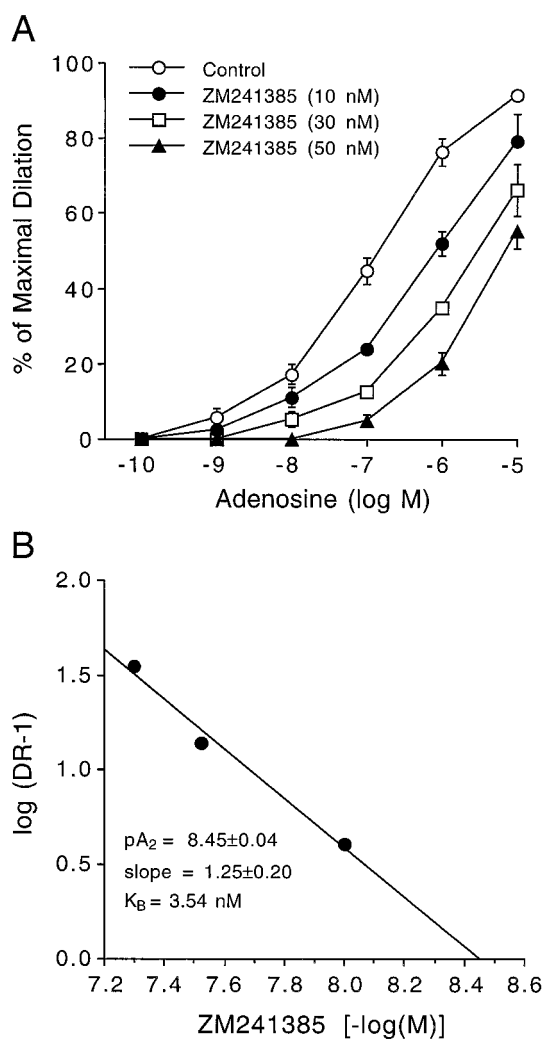 A
100
80
60
40
20
0
% of Maximal Dilation
Control
ZM241385 (10 nM)
ZM241385 (30 nM)
ZM241385 (50 nM)
-10 -9 -8 -7 -6 -5
Adenosine (log M)
B
2.0
1.5
1.0
0.5
0.0
log (DR-1)
pA2 = 8.45±0.04
slope = 1.25±0.20
KB = 3.54 nM
7.2 7.4 7.6 7.8 8.0 8.2 8.4 8.6
ZM241385 [-log(M)]